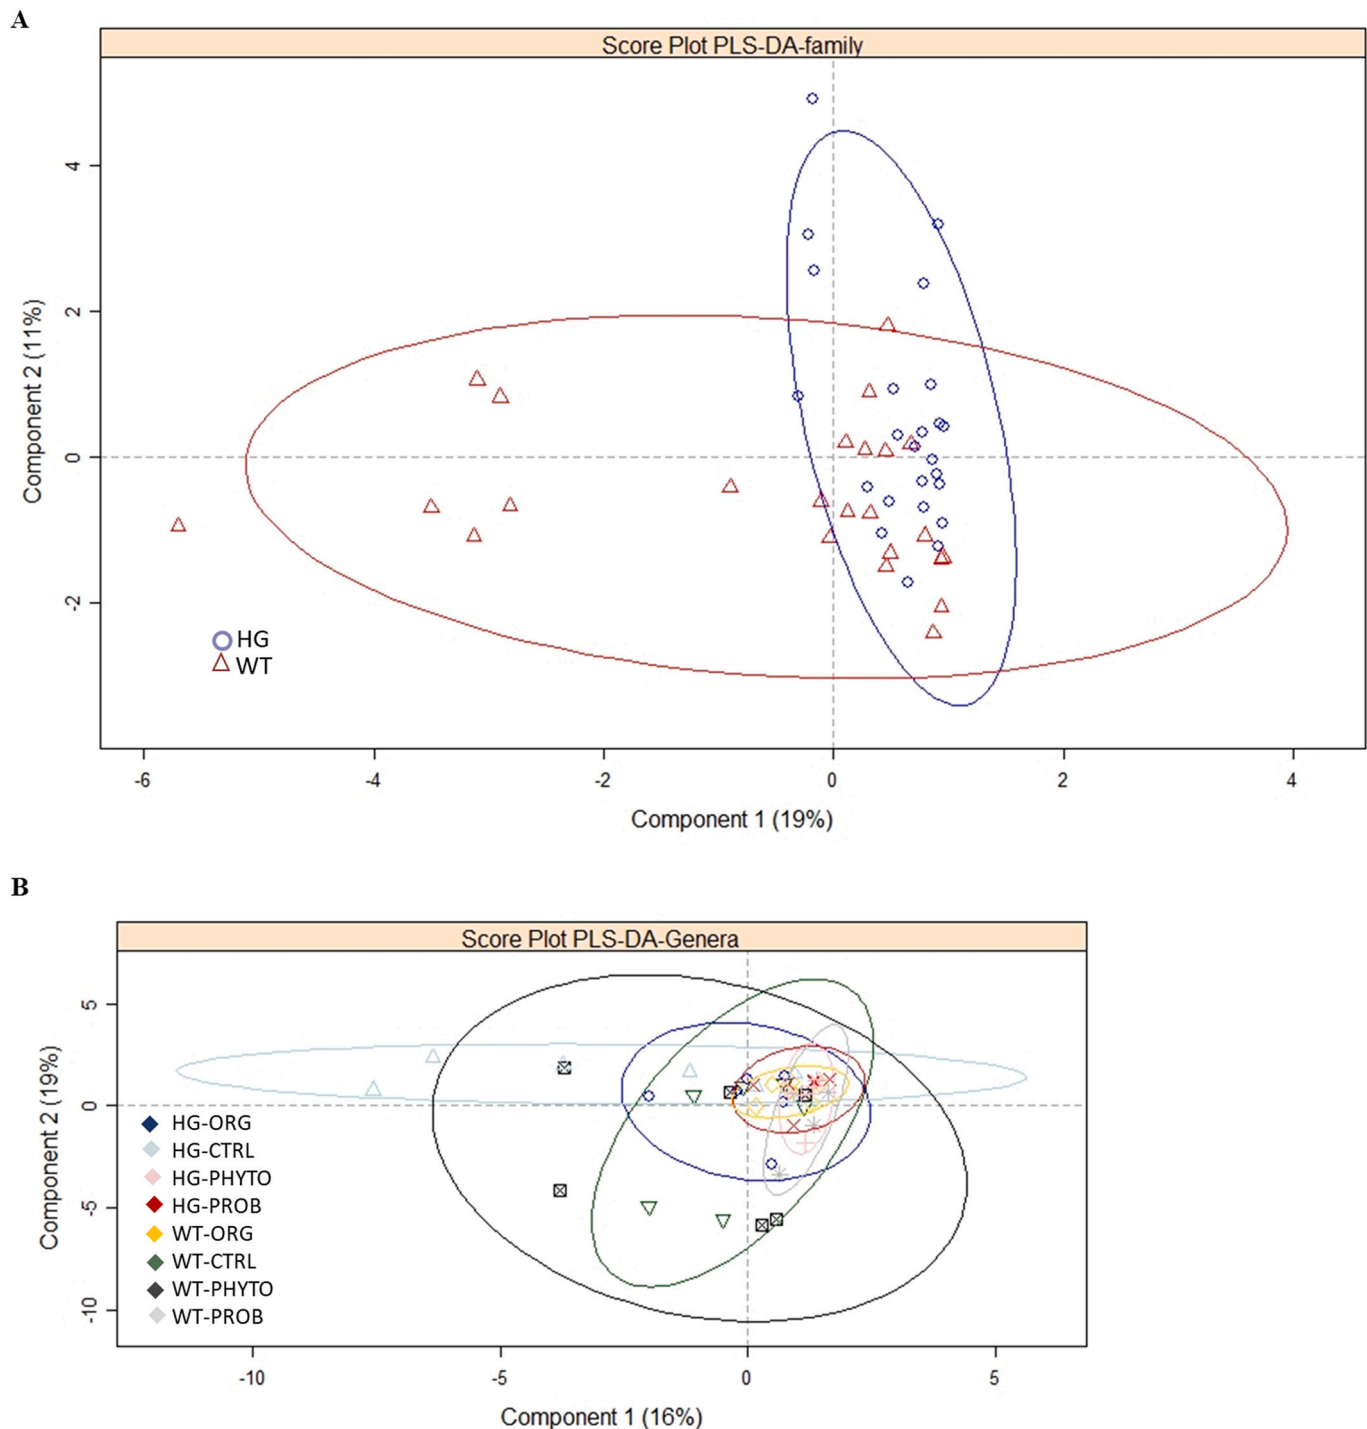 A
Score Plot PLS-DA-family
Component 2 (11%)
4
2
0
-2
HG
WT
-6
-4
-2
0
2
4
Component 1 (19%)
B
Score Plot PLS-DA-Genera
Component 2 (19%)
5
0
-5
-10
HG-ORG
HG-CTRL
HG-PHYTO
HG-PROB
WT-ORG
WT-CTRL
WT-PHYTO
WT-PROB
-10
-5
0
5
Component 1 (16%)